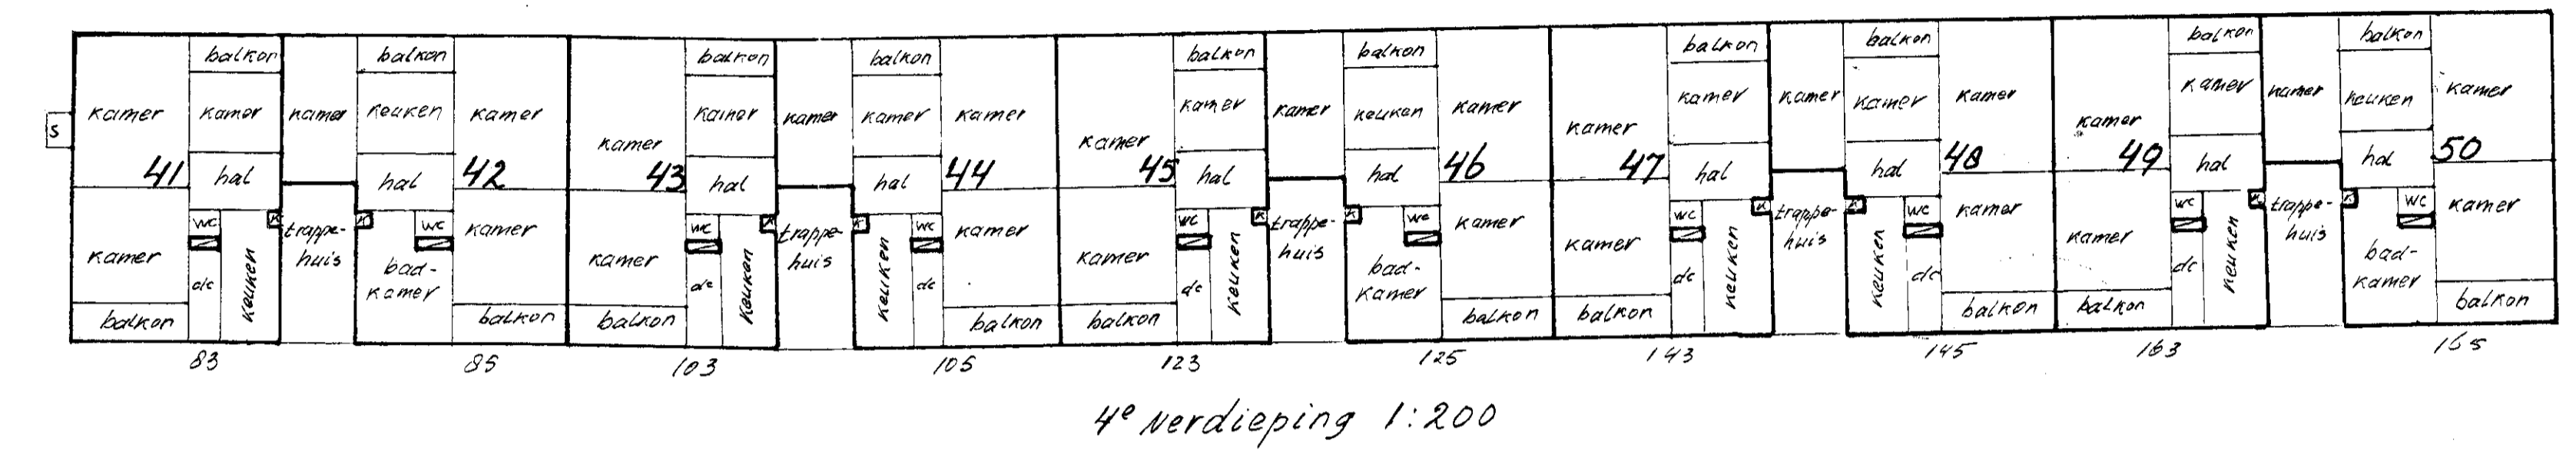 balkon balkon balkon balkon balkon balkon balkon balkon balkon balkon
kamer kamer kamer keuken kamer kamer kamer kamer kamer kamer kamer kamer keuken kamer kamer kamer kamer kamer kamer kamer kamer keuken kamer
S
kamer kamer kamer kamer
41 hal hal 42 43 hal hal 44 45 hal hal 46 47 hal hal 48 49 hal hal 50
wc K K wc wc K K wc wc K K wc wc K K wc wc K K wc
kamer trappe- kamer kamer trappe- kamer kamer trappe- kamer kamer trappe- kamer kamer trappe- kamer
huis huis huis huis huis
dc keuken bad- dc keuken keuken dc dc keuken bad- dc keuken keuken dc dc keuken bad-
kamer kamer kamer
balkon balkon balkon balkon balkon balkon balkon balkon balkon balkon
83 85 103 105 123 125 143 145 163 165
4e verdieping 1:200